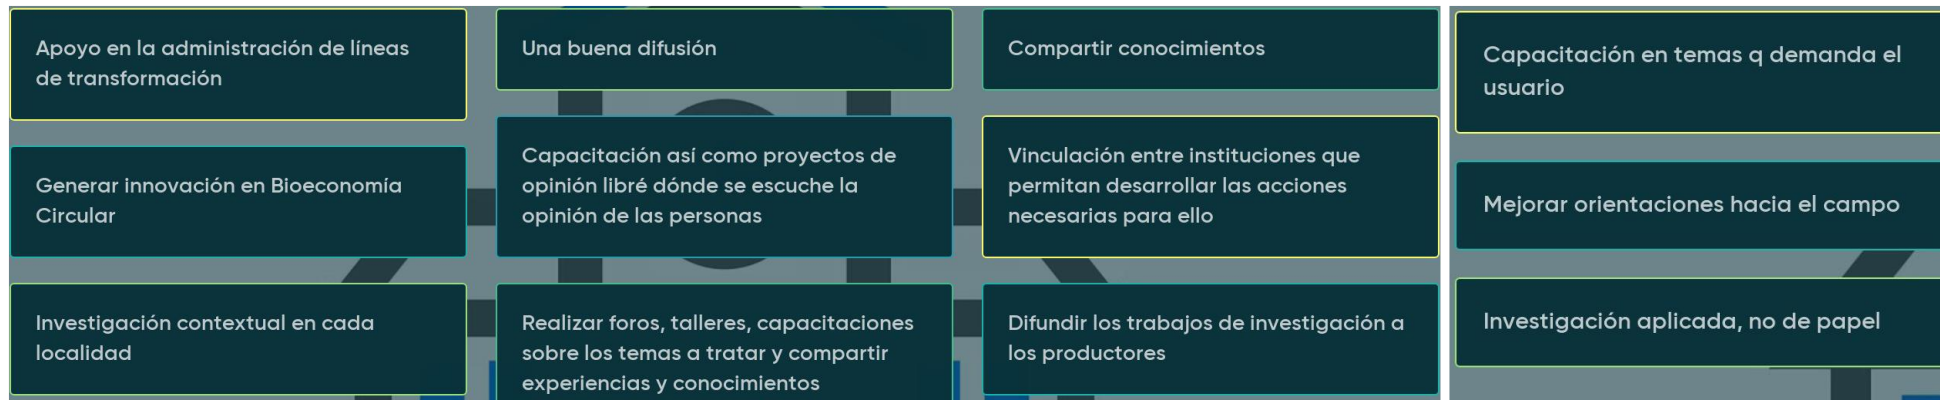 Apoyo en la administración de líneas
de transformación
Generar innovación en Bioeconomía
Circular
Investigación contextual en cada
localidad
Una buena difusión
Capacitación así como proyectos de
opinión libré dónde se escuche la
opinión de las personas
Realizar foros, talleres, capacitaciones
sobre los temas a tratar y compartir
experiencias y conocimientos
Compartir conocimientos
Vinculación entre instituciones que
permitan desarrollar las acciones
necesarias para ello
Difundir los trabajos de investigación a
los productores
Capacitación en temas q demanda el
usuario
Mejorar orientaciones hacia el campo
Investigación aplicada, no de papel